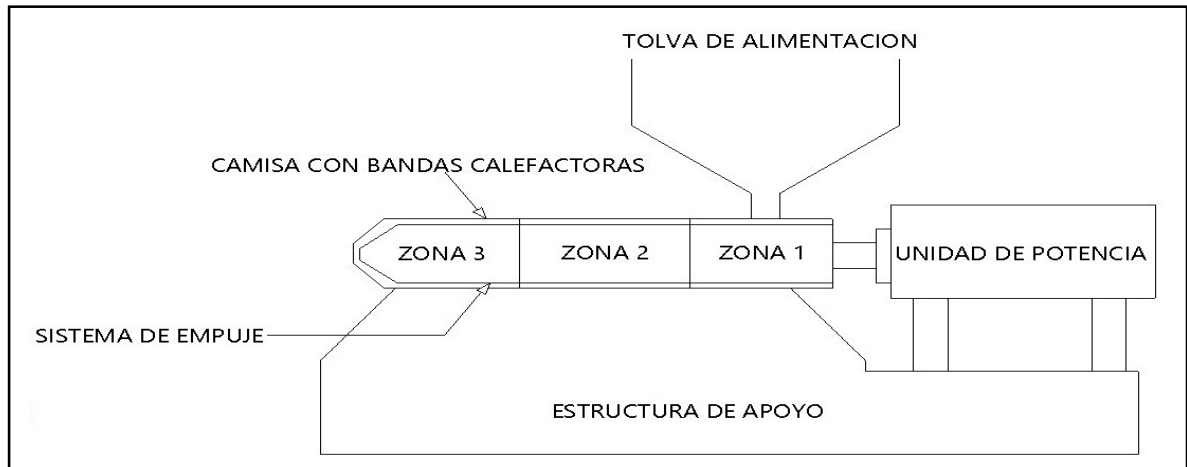 TOLVA DE ALIMENTACION
CAMISA CON BANDAS CALEFACTORAS
ZONA 3
ZONA 2
ZONA 1
UNIDAD DE POTENCIA
SISTEMA DE EMPUJE
ESTRUCTURA DE APOYO